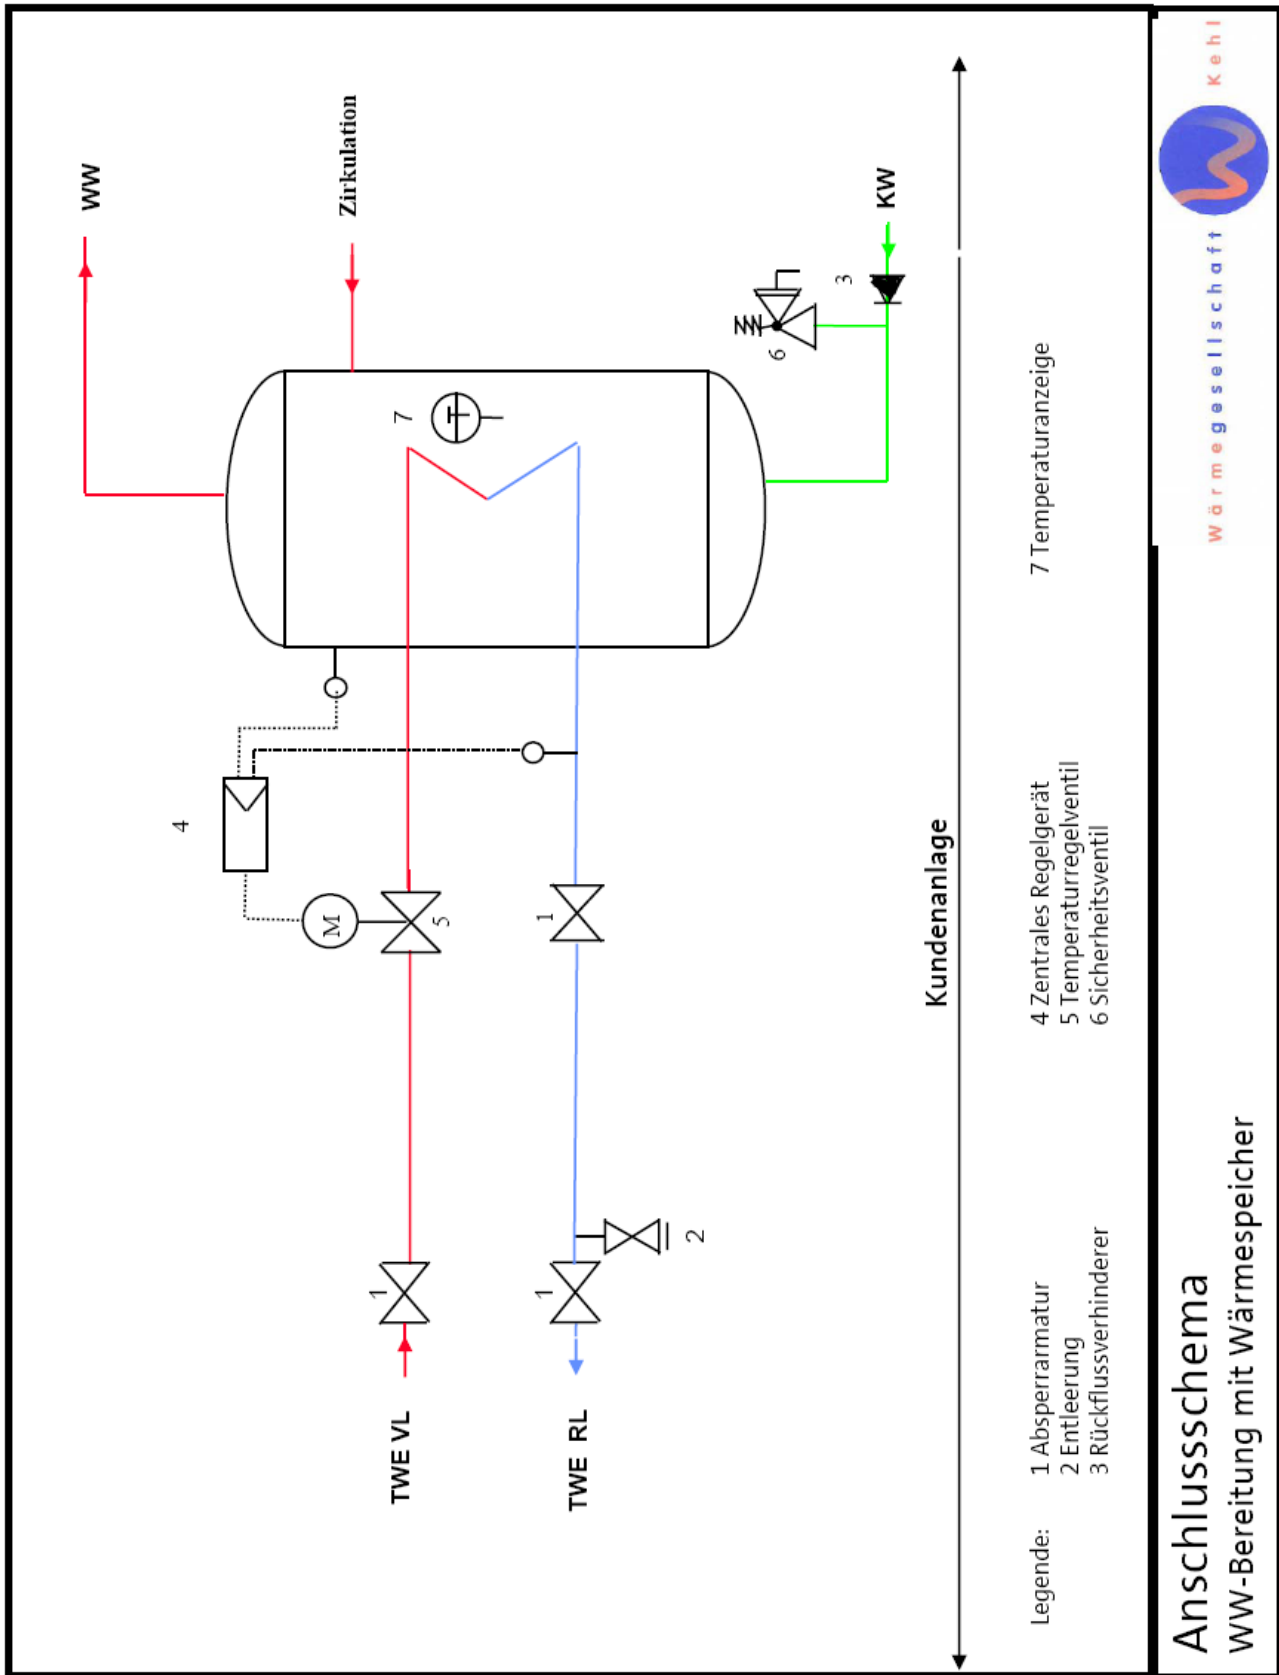 WW
Zirkulation
4
7
M
5
TWE VL
1
6
3
KW
TWE RL
1
1
2
Kundenanlage
Legende:
1 Absperrarmatur
2 Entleerung
3 Rückflussverhinderer
4 Zentrales Regelgerät
5 Temperaturregelventil
6 Sicherheitsventil
7 Temperaturanzeige
Anschlussschema
WW-Bereitung mit Wärmespeicher
Wärmegesellschaft Kehl